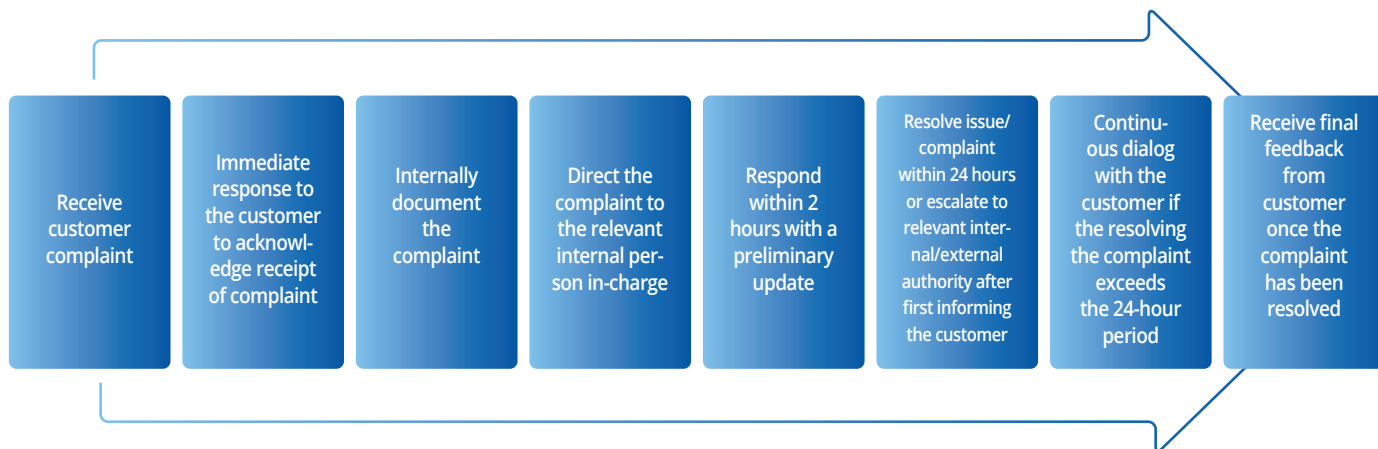 Receive
customer
complaint
Immediate
response to
the customer
to acknowl-
edge receipt
of complaint
Internally
document
the
complaint
Direct the
complaint to
the relevant
internal per-
son in-charge
Respond
within 2
hours with a
preliminary
update
Resolve issue/
complaint
within 24 hours
or escalate to
relevant inter-
nal/external
authority after
first informing
the customer
Continu-
ous dialog
with the
customer if
the resolving
the complaint
exceeds
the 24-hour
period
Receive final
feedback
from
customer
once the
complaint
has been
resolved